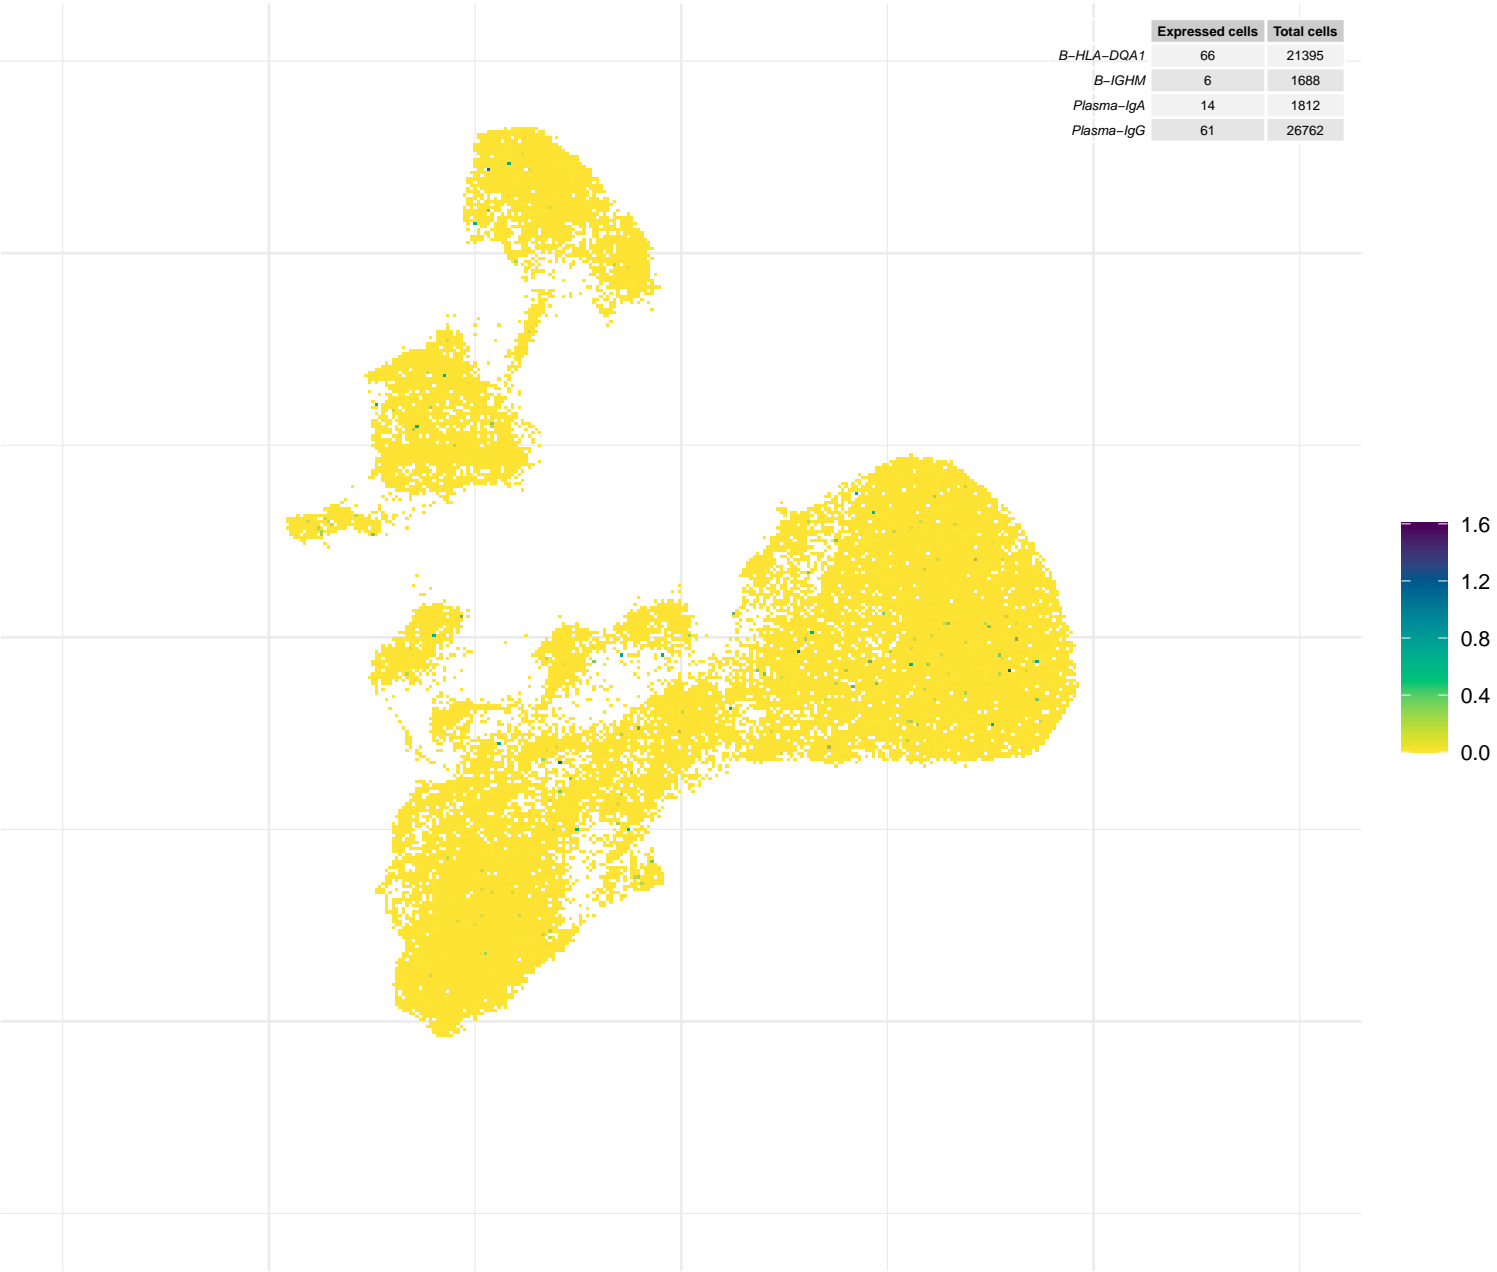 Expressed cells Total cells
B−HLA−DQA1 66 21395
B−IGHM 6 1688
Plasma−IgA 14 1812
Plasma−IgG 61 26762
1.6
1.2
0.8
0.4
0.0